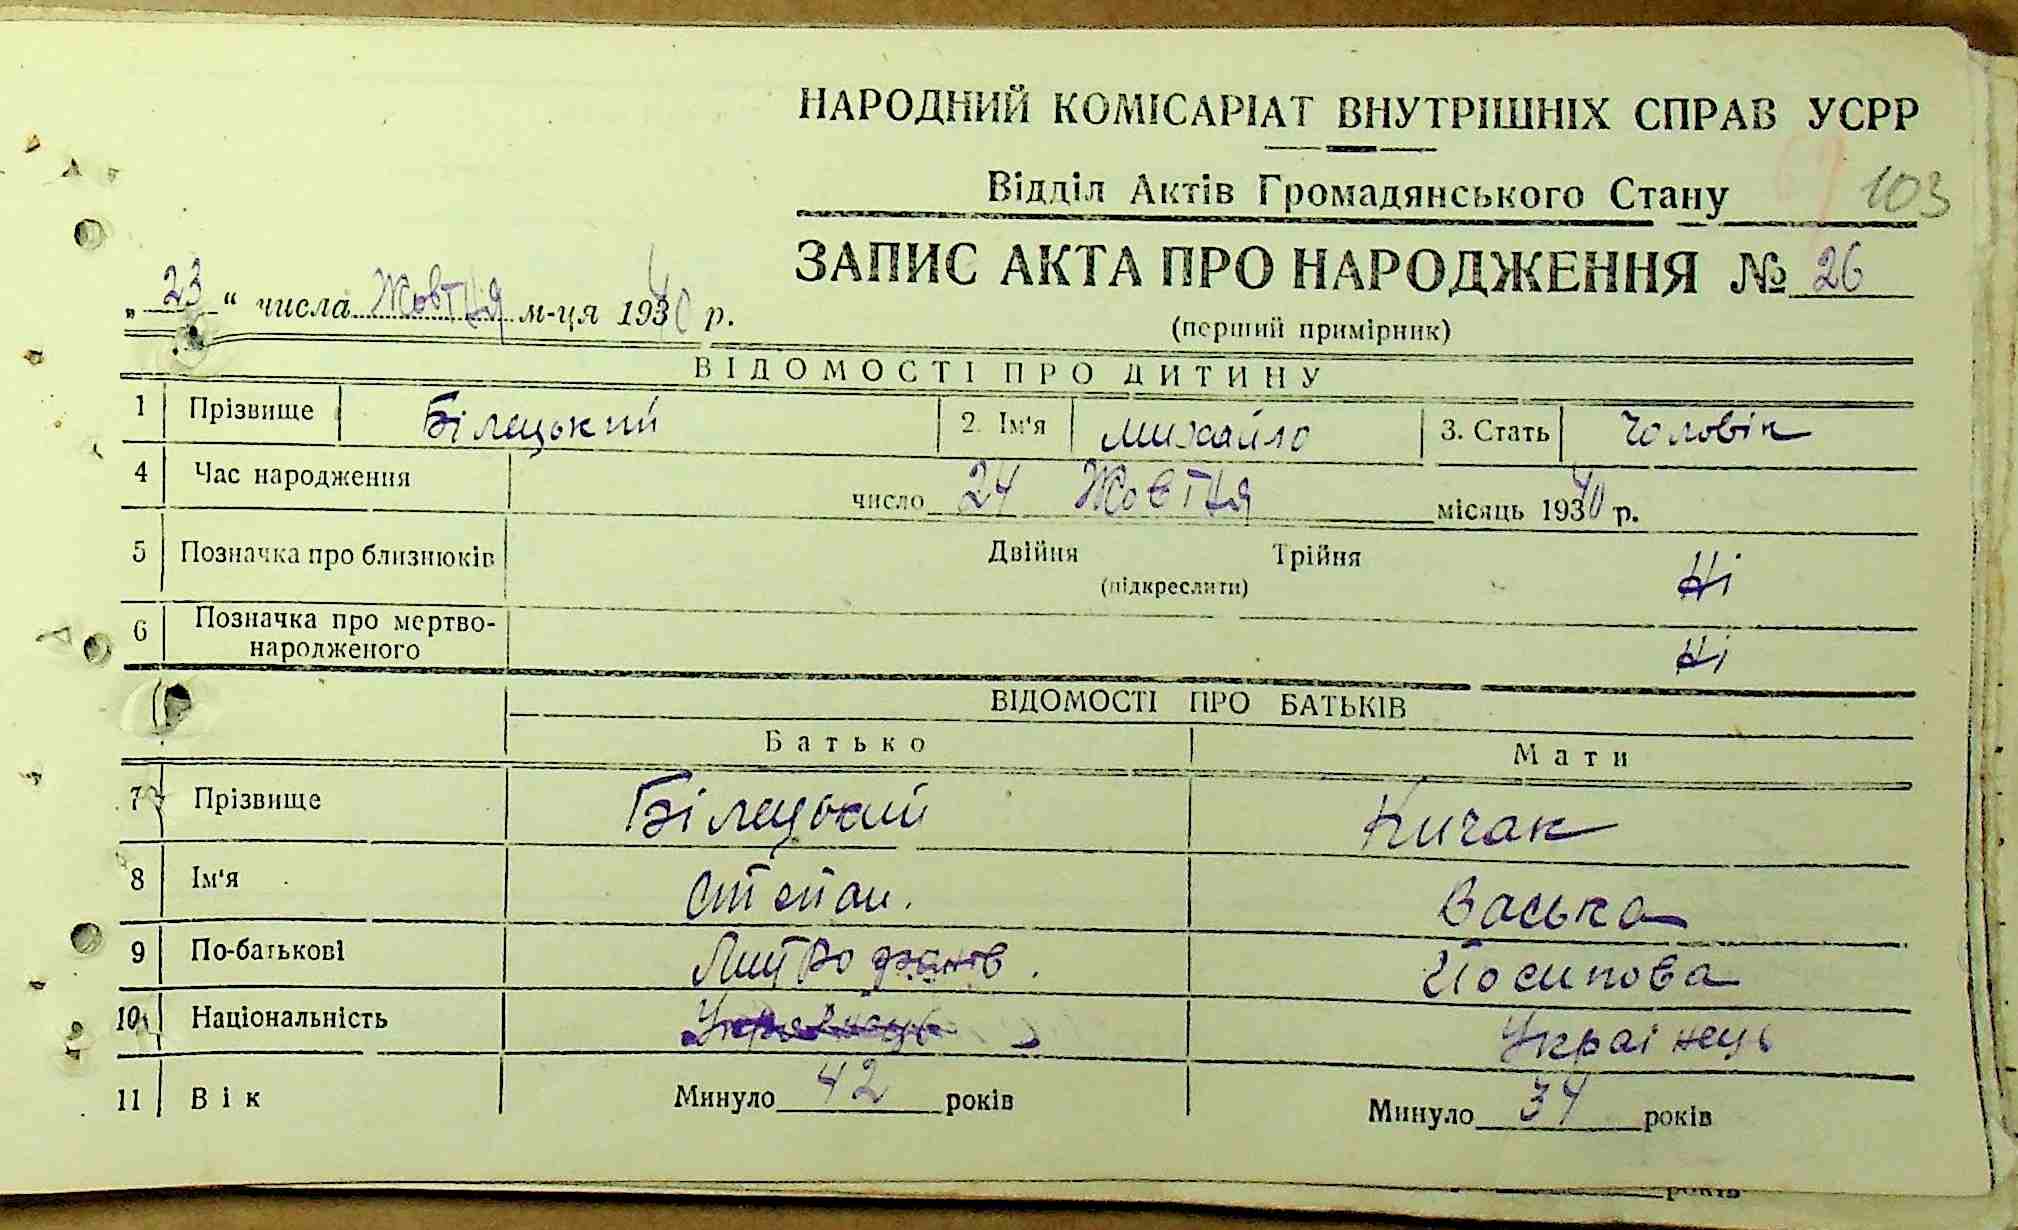 НАРОДНИЙ КОМІСАРІАТ ВНУТРІШНІХ СПРАВ УСРР
Відділ Актів Громадянського Стану 103
ЗАПИС АКТА ПРО НАРОДЖЕННЯ № 26
„ 23 “ числа Жовтня м-ця 1940 р.
(перший примірник)
ВІДОМОСТІ ПРО ДИТИНУ
1 Прізвище Білецький 2. Ім'я Михайло 3. Стать Чоловік
4 Час народження число 24 Жовтня місяць 1940 р.
5 Позначка про близнюків Двійня Трійня Ні
(підкреслити)
6 Позначка про мертво-
народженого Ні
ВІДОМОСТІ ПРО БАТЬКІВ
Батько Мати
7 Прізвище Білецький Кичак
8 Ім'я Степан. Васька
9 По-батькові Йосипова
10 Національність Українець Украінець
11 Вік Минуло 42 років Минуло 34 років
років